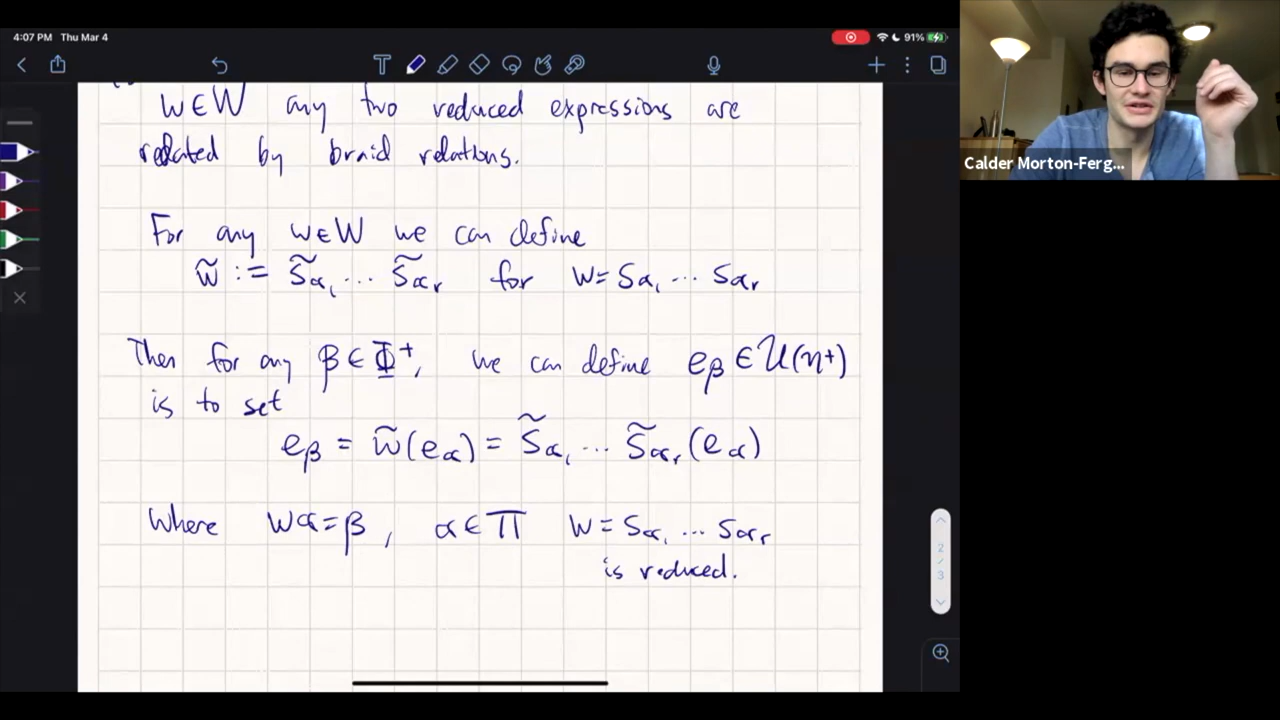 4:07 PM Thu Mar 4
91%
w∈W any two reduced expressions are
related by braid relations.
For any w∈W we can define
w̃ := s̃α₁ ... s̃αᵣ for w = sα₁ ... sαᵣ
Then for any β ∈ Φ⁺, we can define eβ ∈ U(η⁺)
is to set
eβ = w̃(eα) = s̃α₁ ... s̃αᵣ(eα)
where wα = β, α ∈ Π w = sα₁ ... sαᵣ
is reduced.
2
/
3
Calder Morton-Ferg...